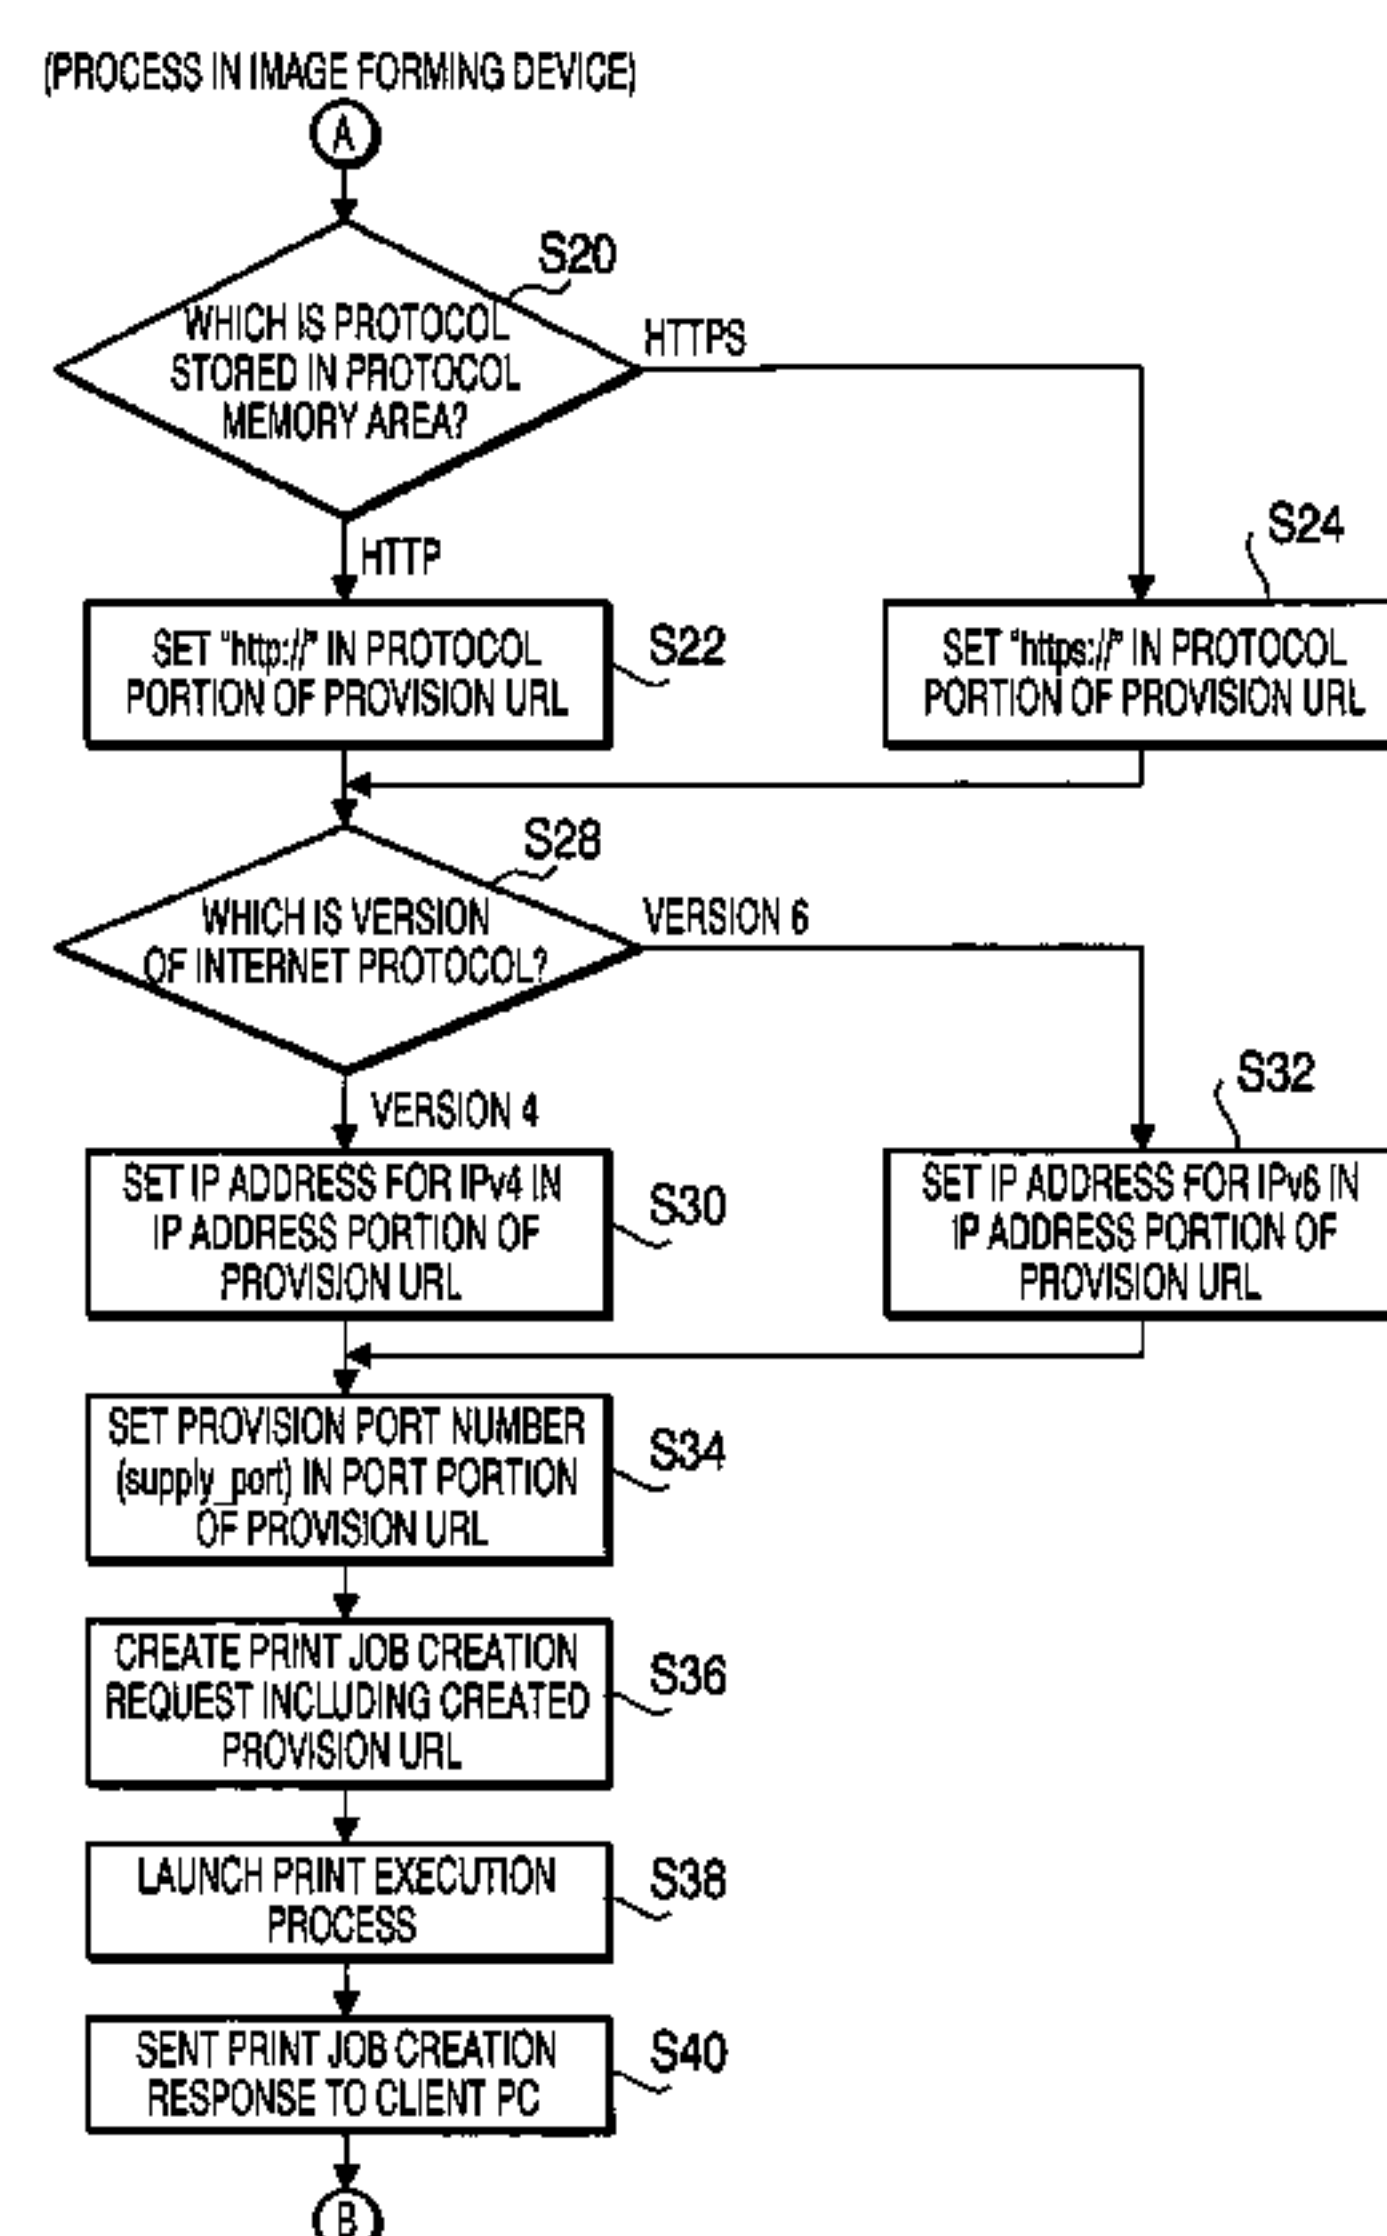 (PROCESS IN IMAGE FORMING DEVICE)
A
S20
WHICH IS PROTOCOL
STORED IN PROTOCOL
MEMORY AREA?
HTTPS
HTTP
S24
SET "http://" IN PROTOCOL
PORTION OF PROVISION URL
S22
SET "https://" IN PROTOCOL
PORTION OF PROVISION URL
S28
WHICH IS VERSION
OF INTERNET PROTOCOL?
VERSION 6
VERSION 4
S32
SET IP ADDRESS FOR IPv4 IN
IP ADDRESS PORTION OF
PROVISION URL
S30
SET IP ADDRESS FOR IPv6 IN
IP ADDRESS PORTION OF
PROVISION URL
SET PROVISION PORT NUMBER
(supply_port) IN PORT PORTION
OF PROVISION URL
S34
CREATE PRINT JOB CREATION
REQUEST INCLUDING CREATED
PROVISION URL
S36
LAUNCH PRINT EXECUTION
PROCESS
S38
SENT PRINT JOB CREATION
RESPONSE TO CLIENT PC
S40
B